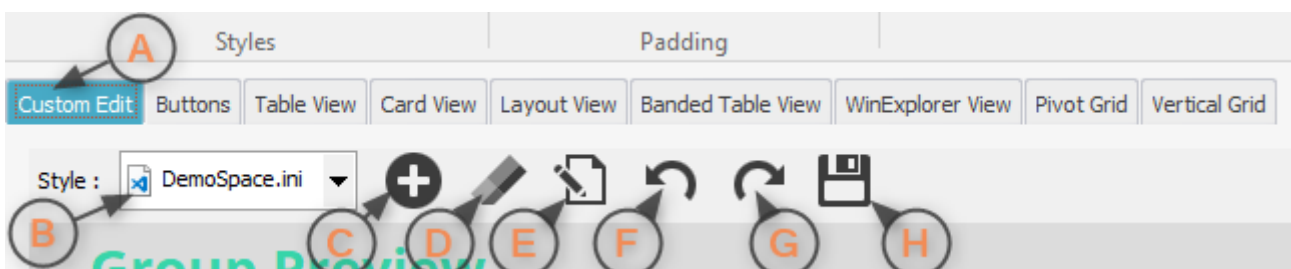 A
Styles Padding
Custom Edit Buttons Table View Card View Layout View Banded Table View WinExplorer View Pivot Grid Vertical Grid
Style : DemoSpace.ini
B C D E F G H
Group Preview